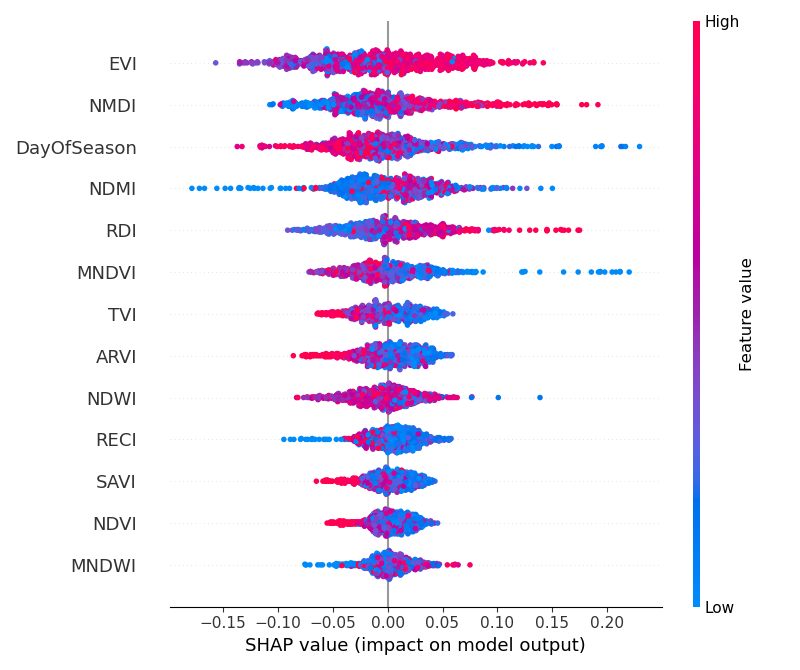 High
EVI
NMDI
DayOfSeason
NDMI
RDI
MNDVI
TVI
ARVI
NDWI
RECI
SAVI
NDVI
MNDWI
Feature value
Low
−0.15 −0.10 −0.05 0.00 0.05 0.10 0.15 0.20
SHAP value (impact on model output)